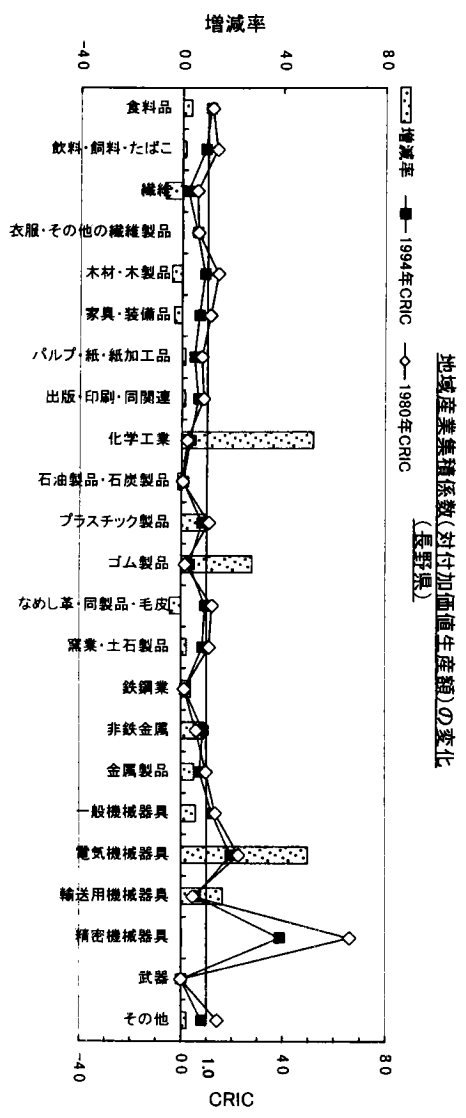 地域産業集積係数(対付加価値生産額)の変化
(長野県)
増減率
1994年CRIC
1980年CRIC
増減率
-4.0
0.0
4.0
8.0
食料品
飲料・飼料・たばこ
繊維
衣服・その他の繊維製品
木材・木製品
家具・装備品
パルプ・紙・紙加工品
出版・印刷・同関連
化学工業
石油製品・石炭製品
プラスチック製品
ゴム製品
なめし革・同製品・毛皮
窯業・土石製品
鉄鋼業
非鉄金属
金属製品
一般機械器具
電気機械器具
輸送用機械器具
精密機械器具
武器
その他
-4.0
0.0
1.0
4.0
8.0
CRIC